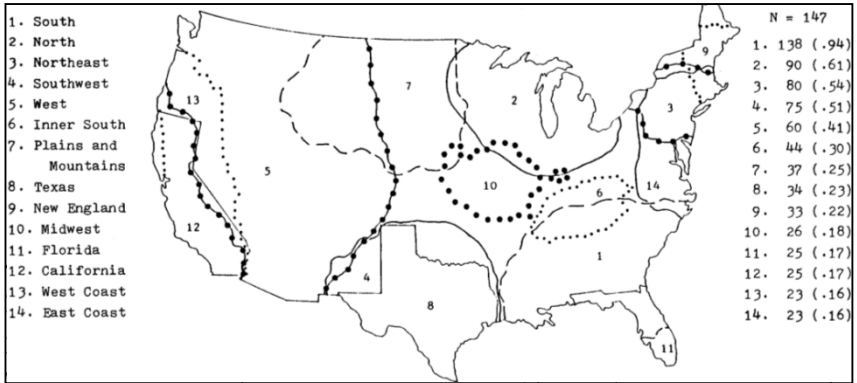 1. South
2. North
3. Northeast
4. Southwest
5. West
6. Inner South
7. Plains and
Mountains
8. Texas
9. New England
10. Midwest
11. Florida
12. California
13. West Coast
14. East Coast
13
12
5
7
2
10
6
4
8
1
9
3
14
11
N = 147
1. 138 (.94)
2. 90 (.61)
3. 80 (.54)
4. 75 (.51)
5. 60 (.41)
6. 44 (.30)
7. 37 (.25)
8. 34 (.23)
9. 33 (.22)
10. 26 (.18)
11. 25 (.17)
12. 25 (.17)
13. 23 (.16)
14. 23 (.16)